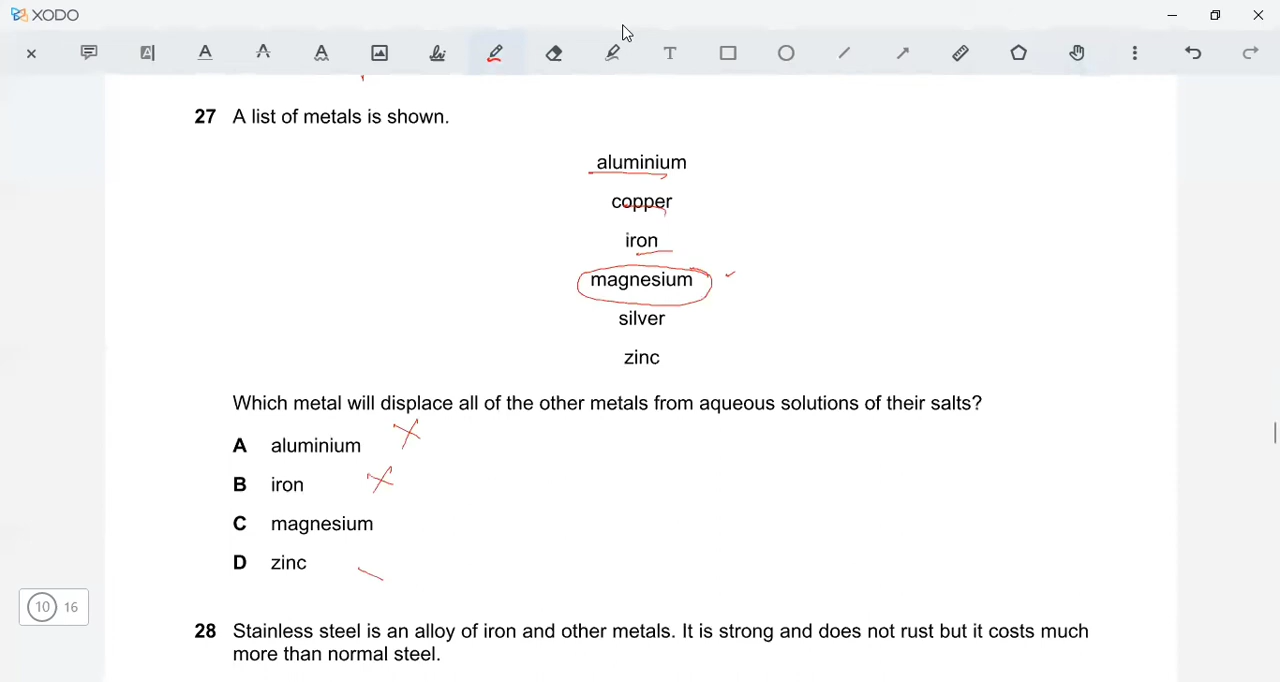 XODO
T
27 A list of metals is shown.
aluminium
copper
iron
magnesium
silver
zinc
Which metal will displace all of the other metals from aqueous solutions of their salts?
A aluminium
B iron
C magnesium
D zinc
10 16
28 Stainless steel is an alloy of iron and other metals. It is strong and does not rust but it costs much
more than normal steel.